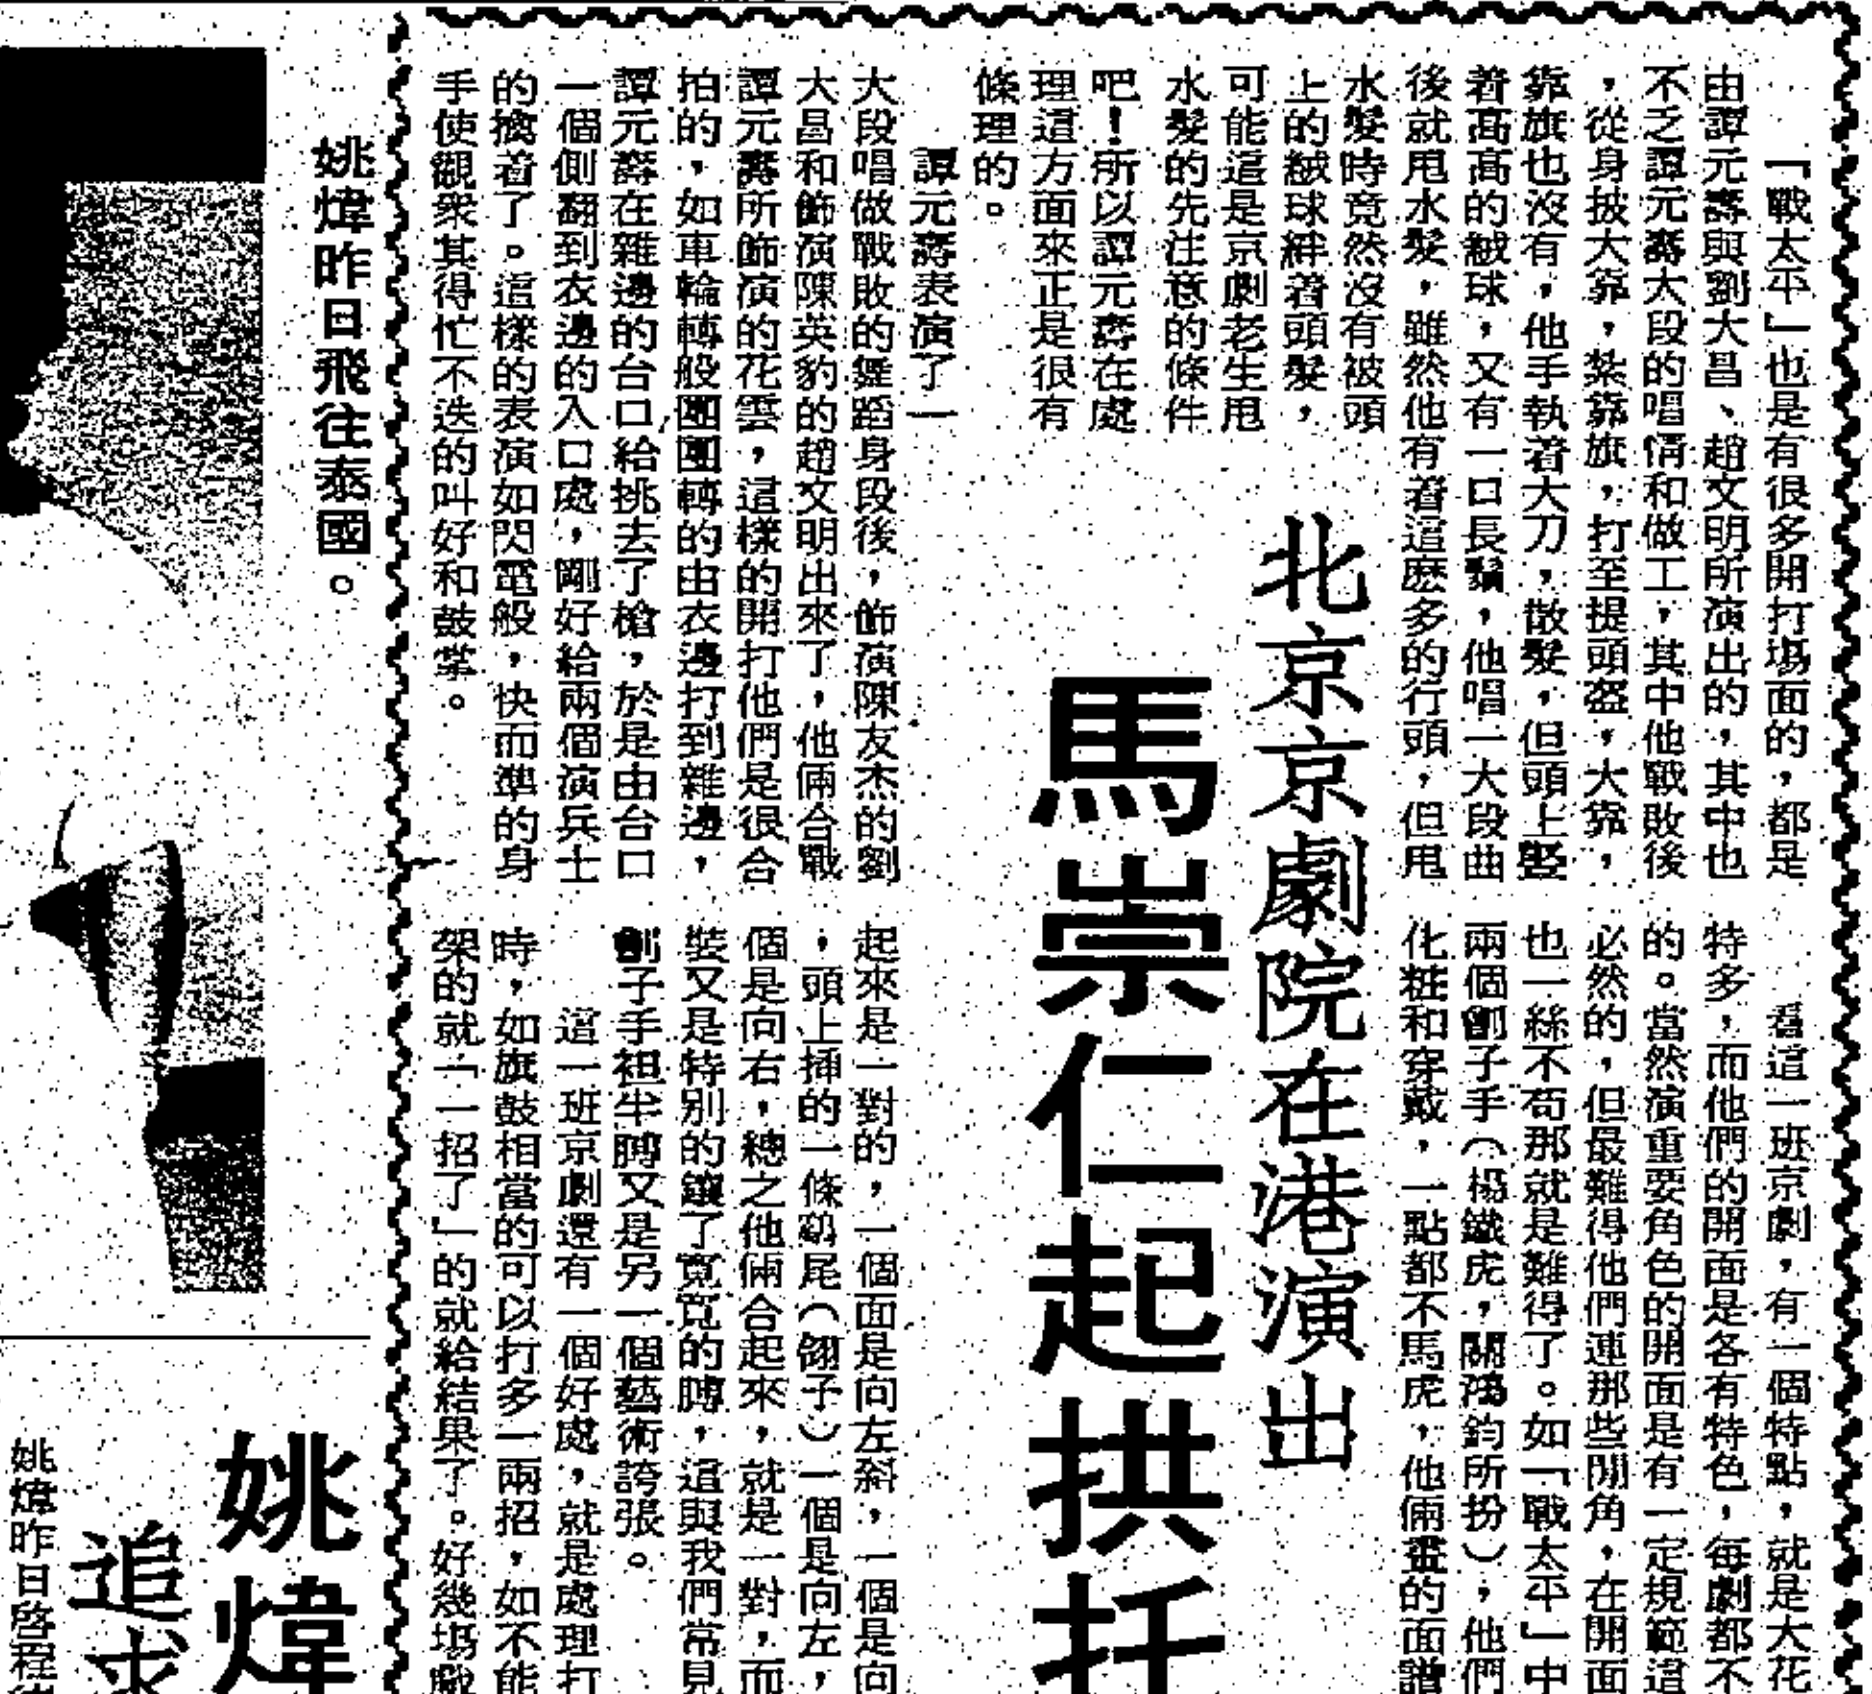 北京京劇院在港演出
馬崇仁起拱托
「戰太平」也是有很多開打場面的，都是
由譚元壽與劉大昌、趙文明所演出的，其中也
不乏譚元壽大段的唱情和做工，其中他戰敗後
，從身披大靠，紮靠旗，打至提頭盔，大靠，
靠旗也沒有，他手執着大刀，散髮，但頭上豎
着高高的絨球，又有一口長鬚，他唱一大段曲
後就甩水髮，雖然他有着這麽多的行頭，但甩
水髮時竟然沒有被頭
上的絨球絆着頭髮，
可能這是京劇老生甩
水髮的先注意的條件
吧！所以譚元壽在處
理這方面來正是很有
條理的。
譚元壽表演了一
大段唱做戰敗的舞蹈身段後，飾演陳友杰的劉
大昌和飾演陳英豹的趙文明出來了，他倆合戰
譚元壽所飾演的花雲，這樣的開打他們是很合
拍的，如車輪轉般團團轉的由衣邊打到雜邊，
譚元壽在雜邊的台口給挑去了槍，於是由台口
一個側翻到衣邊的入口處，剛好給兩個演兵士
的擒着了。這樣的表演如閃電般，快而準的身
手使觀衆其得忙不迭的叫好和鼓掌。
看這一班京劇，有一個特點，就是大花
特多，而他們的開面是各有特色，每劇都不
的。當然演重要角色的開面是有一定規範這
必然的，但最難得他們連那些閒角，在開面
也一絲不苟那就是難得了。如「戰太平」中
兩個劊子手（楊鐵虎，關鴻鈞所扮），他們
化粧和穿戴，一點都不馬虎，他倆畫的面譜
起來是一對的，一個面是向左斜，一個是向
，頭上揷的一條鷄尾（翎子）一個是向左，
個是向右，總之他倆合起來，就是一對，而
裝又是特別的鑲了寬寬的膊，這與我們常見
劊子手袒半膊又是另一個藝術誇張。
這一班京劇還有一個好處，就是處理打
時，如旗鼓相當的可以打多一兩招，如不能
架的就「一招了」的就給結果了。好幾場戲
姚煒昨日飛往泰國。
姚煒
追求
姚煒昨日啓程